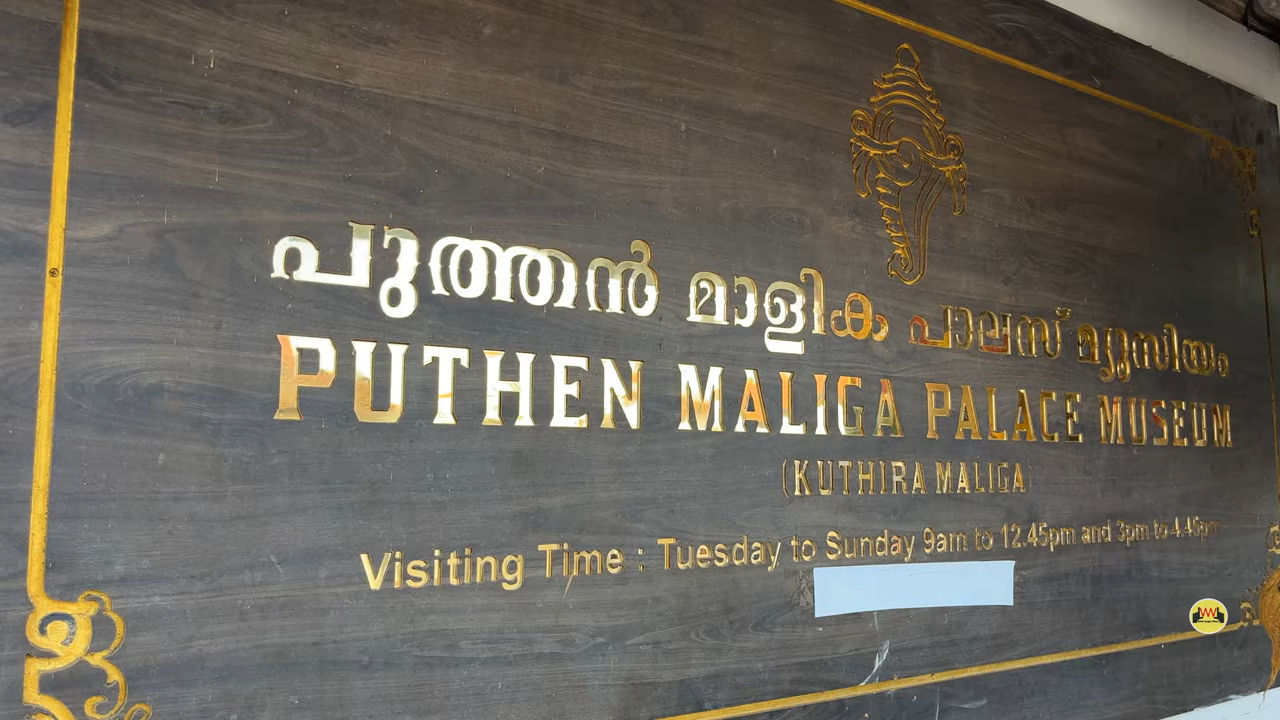 പുത്തൻ മാളിക പാലസ് മ്യൂസിയം
PUTHEN MALIGA PALACE MUSEUM
(KUTHIRA MALIGA)
Visiting Time : Tuesday to Sunday 9am to 12.45pm and 3pm to 4.45pm